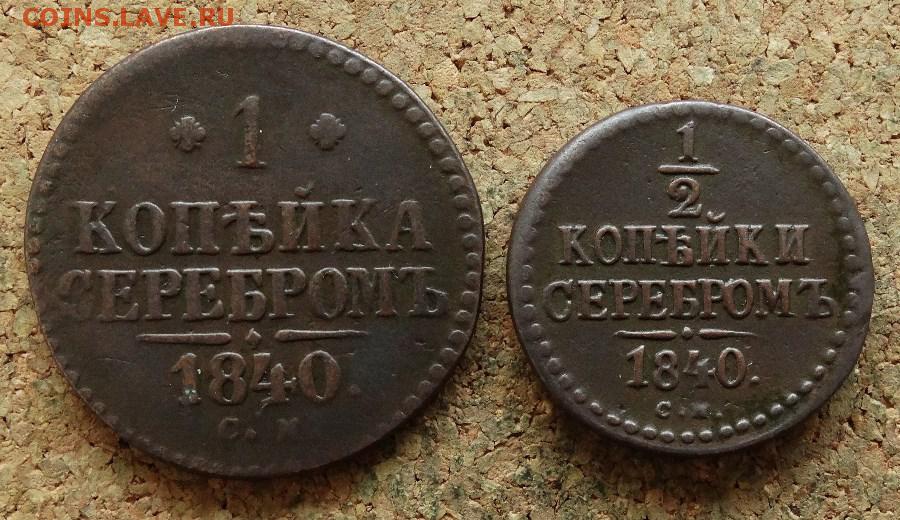 COINS.LAVE.RU
1
КОПѢЙКА
СЕРЕБРОМЪ
1840.
С. М
1/2
КОПѢЙКИ
СЕРЕБРОМЪ
1840.
С. М.